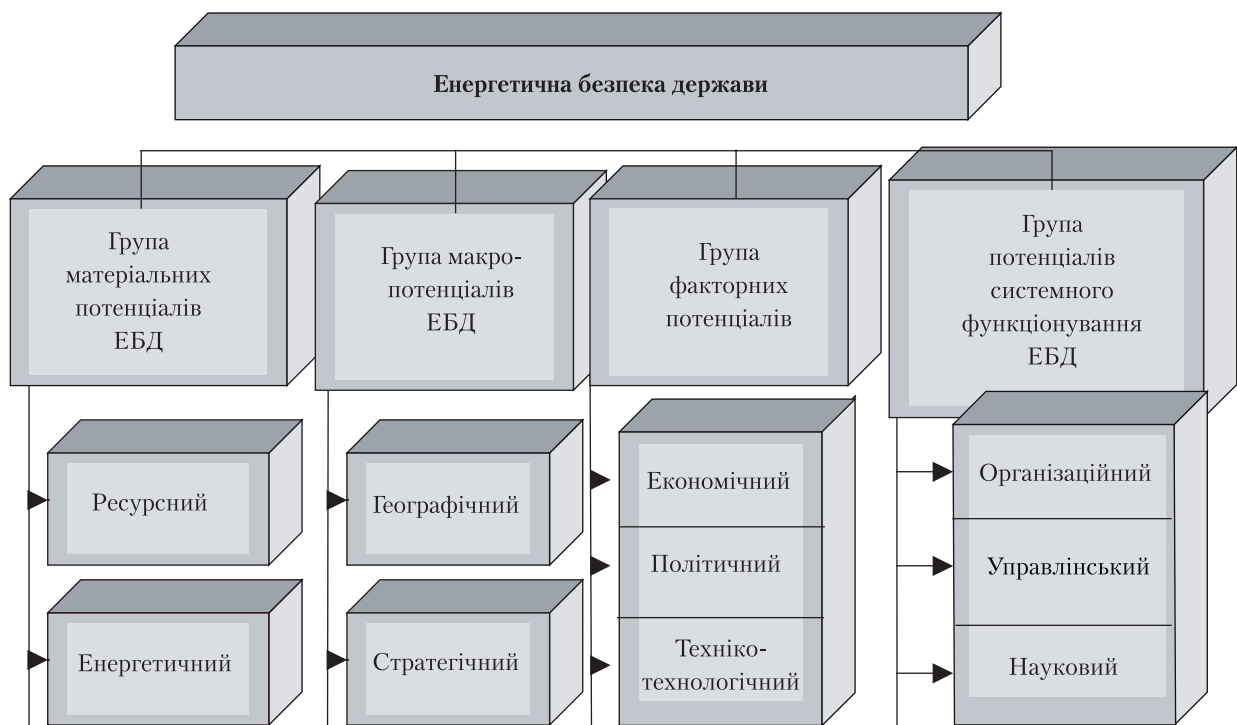 Енергетична безпека держави
Група
матеріальних
потенціалів
ЕБД
Група макро-
потенціалів
ЕБД
Група
факторних
потенціалів
Група
потенціалів
системного
функціонування
ЕБД
Ресурсний
Енергетичний
Географічний
Стратегічний
Економічний
Політичний
Техніко-
технологічний
Організаційний
Управлінський
Науковий